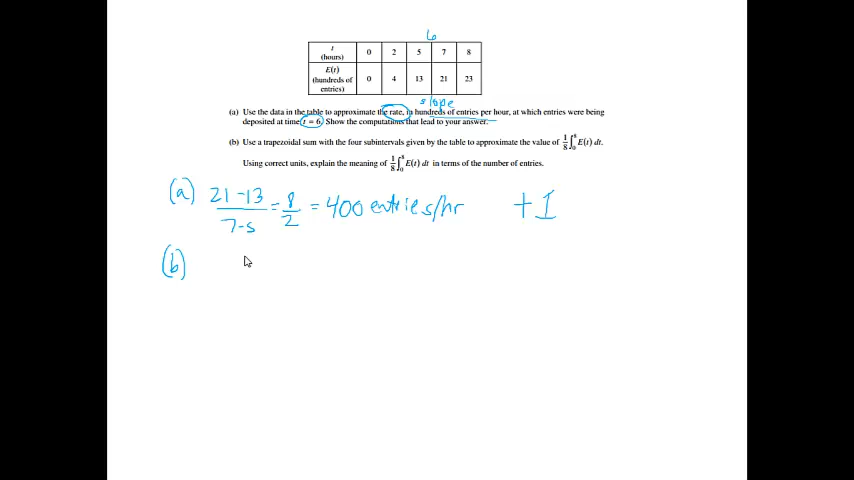 6
t (hours) 0 2 5 7 8
E(t) (hundreds of entries) 0 4 13 21 23
slope
(a) Use the data in the table to approximate the rate, in hundreds of entries per hour, at which entries were being
deposited at time t = 6. Show the computations that lead to your answer.
(b) Use a trapezoidal sum with the four subintervals given by the table to approximate the value of 1/8 ∫₀⁸ E(t) dt.
Using correct units, explain the meaning of 1/8 ∫₀⁸ E(t) dt in terms of the number of entries.
(a) 21-13/7-5 = 8/2 = 400 entries/hr +1
(b)